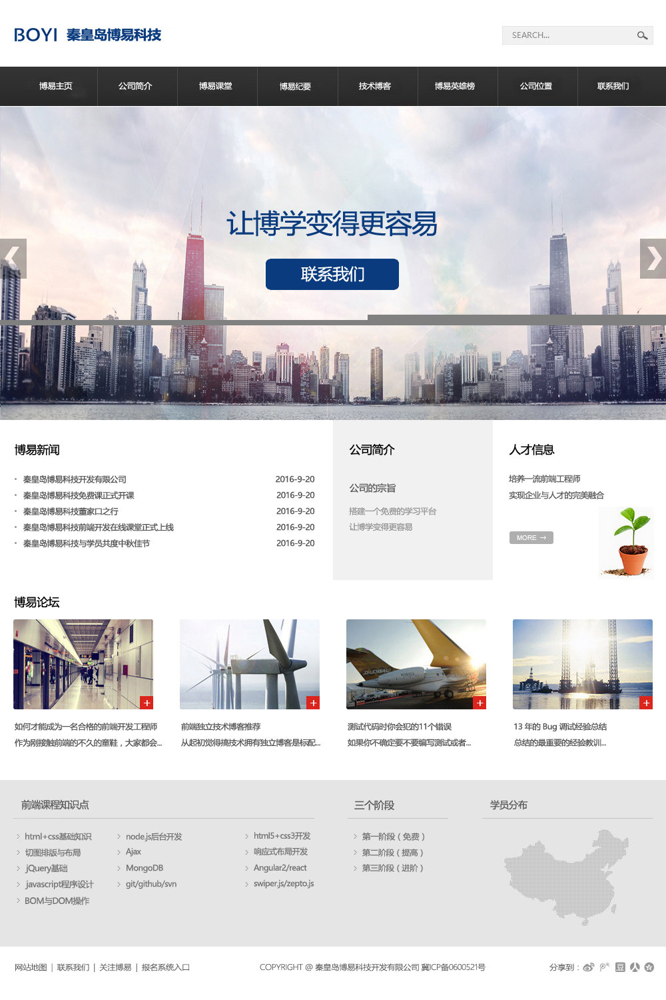 BOYI 秦皇岛博易科技
SEARCH...
博易主页 公司简介 博易课堂 博易纪要 技术博客 博易英雄榜 公司位置 联系我们
让博学变得更容易
联系我们
博易新闻
秦皇岛博易科技开发有限公司 2016-9-20
秦皇岛博易科技免费课正式开课 2016-9-20
秦皇岛博易科技董家口之行 2016-9-20
秦皇岛博易科技前端开发在线课堂正式上线 2016-9-20
秦皇岛博易科技与学员共度中秋佳节 2016-9-20
公司简介
公司的宗旨
搭建一个免费的学习平台
让博学变得更容易
人才信息
培养一流前端工程师
实现企业与人才的完美融合
MORE →
博易论坛
GLOBAL
如何才能成为一名合格的前端开发工程师
作为刚接触前端的不久的童鞋，大家都会...
前端独立技术博客推荐
从起初觉得搞技术拥有独立博客是标配...
测试代码时你会犯的11个错误
如果你不确定要不要编写测试或者...
13 年的 Bug 调试经验总结
总结的最重要的经验教训...
前端课程知识点
html+css基础知识
切图排版与布局
jQuery基础
javascript程序设计
BOM与DOM操作
node.js后台开发
Ajax
MongoDB
git/github/svn
html5+css3开发
响应式布局开发
Angular2/react
swiper.js/zepto.js
三个阶段
第一阶段（免费）
第二阶段（提高）
第三阶段（进阶）
学员分布
网站地图 | 联系我们 | 关注博易 | 报名系统入口
COPYRIGHT @ 秦皇岛博易科技开发有限公司 冀ICP备0600521号
分享到：